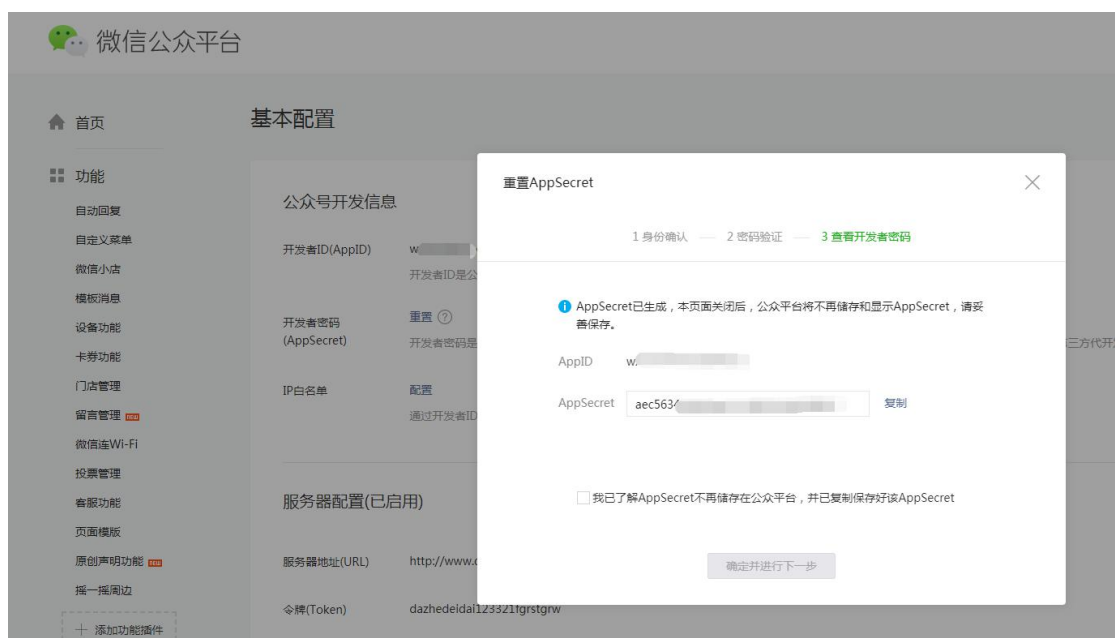 微信公众平台
首页
功能
自动回复
自定义菜单
微信小店
模板消息
设备功能
卡券功能
门店管理
留言管理
微信连Wi-Fi
投票管理
客服功能
页面模版
原创声明功能
摇一摇周边
添加功能插件
基本配置
公众号开发信息
开发者ID(AppID) w
开发者ID是公
开发者密码 重置
(AppSecret) 开发者密码是
三方代开
IP白名单 配置
通过开发者ID
服务器配置(已启用)
服务器地址(URL) http://www.
令牌(Token) dazhedeidai123321fgrstgrw
重置AppSecret
1 身份确认 — 2 密码验证 — 3 查看开发者密码
AppSecret已生成，本页面关闭后，公众平台将不再储存和显示AppSecret，请妥
善保存。
AppID w
AppSecret aec563 复制
我已了解AppSecret不再储存在公众平台，并已复制保存好该AppSecret
确定并进行下一步